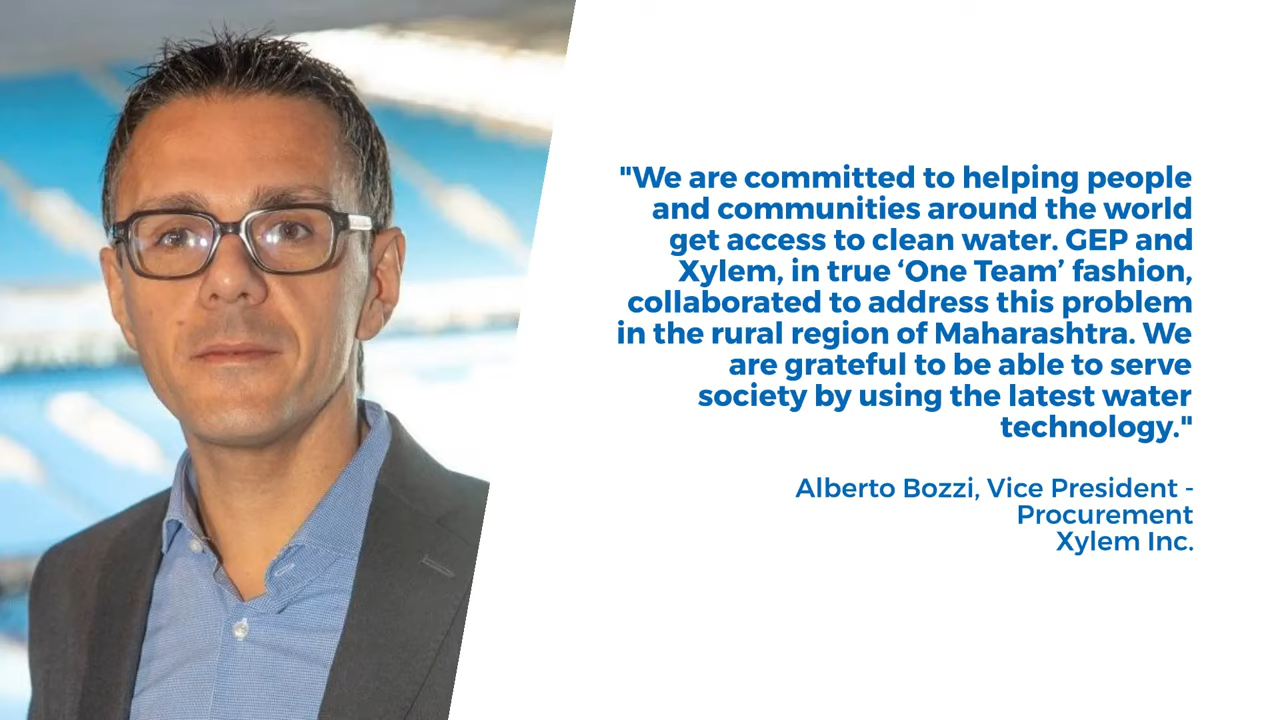 "We are committed to helping people
and communities around the world
get access to clean water. GEP and
Xylem, in true ‘One Team’ fashion,
collaborated to address this problem
in the rural region of Maharashtra. We
are grateful to be able to serve
society by using the latest water
technology."
Alberto Bozzi, Vice President -
Procurement
Xylem Inc.